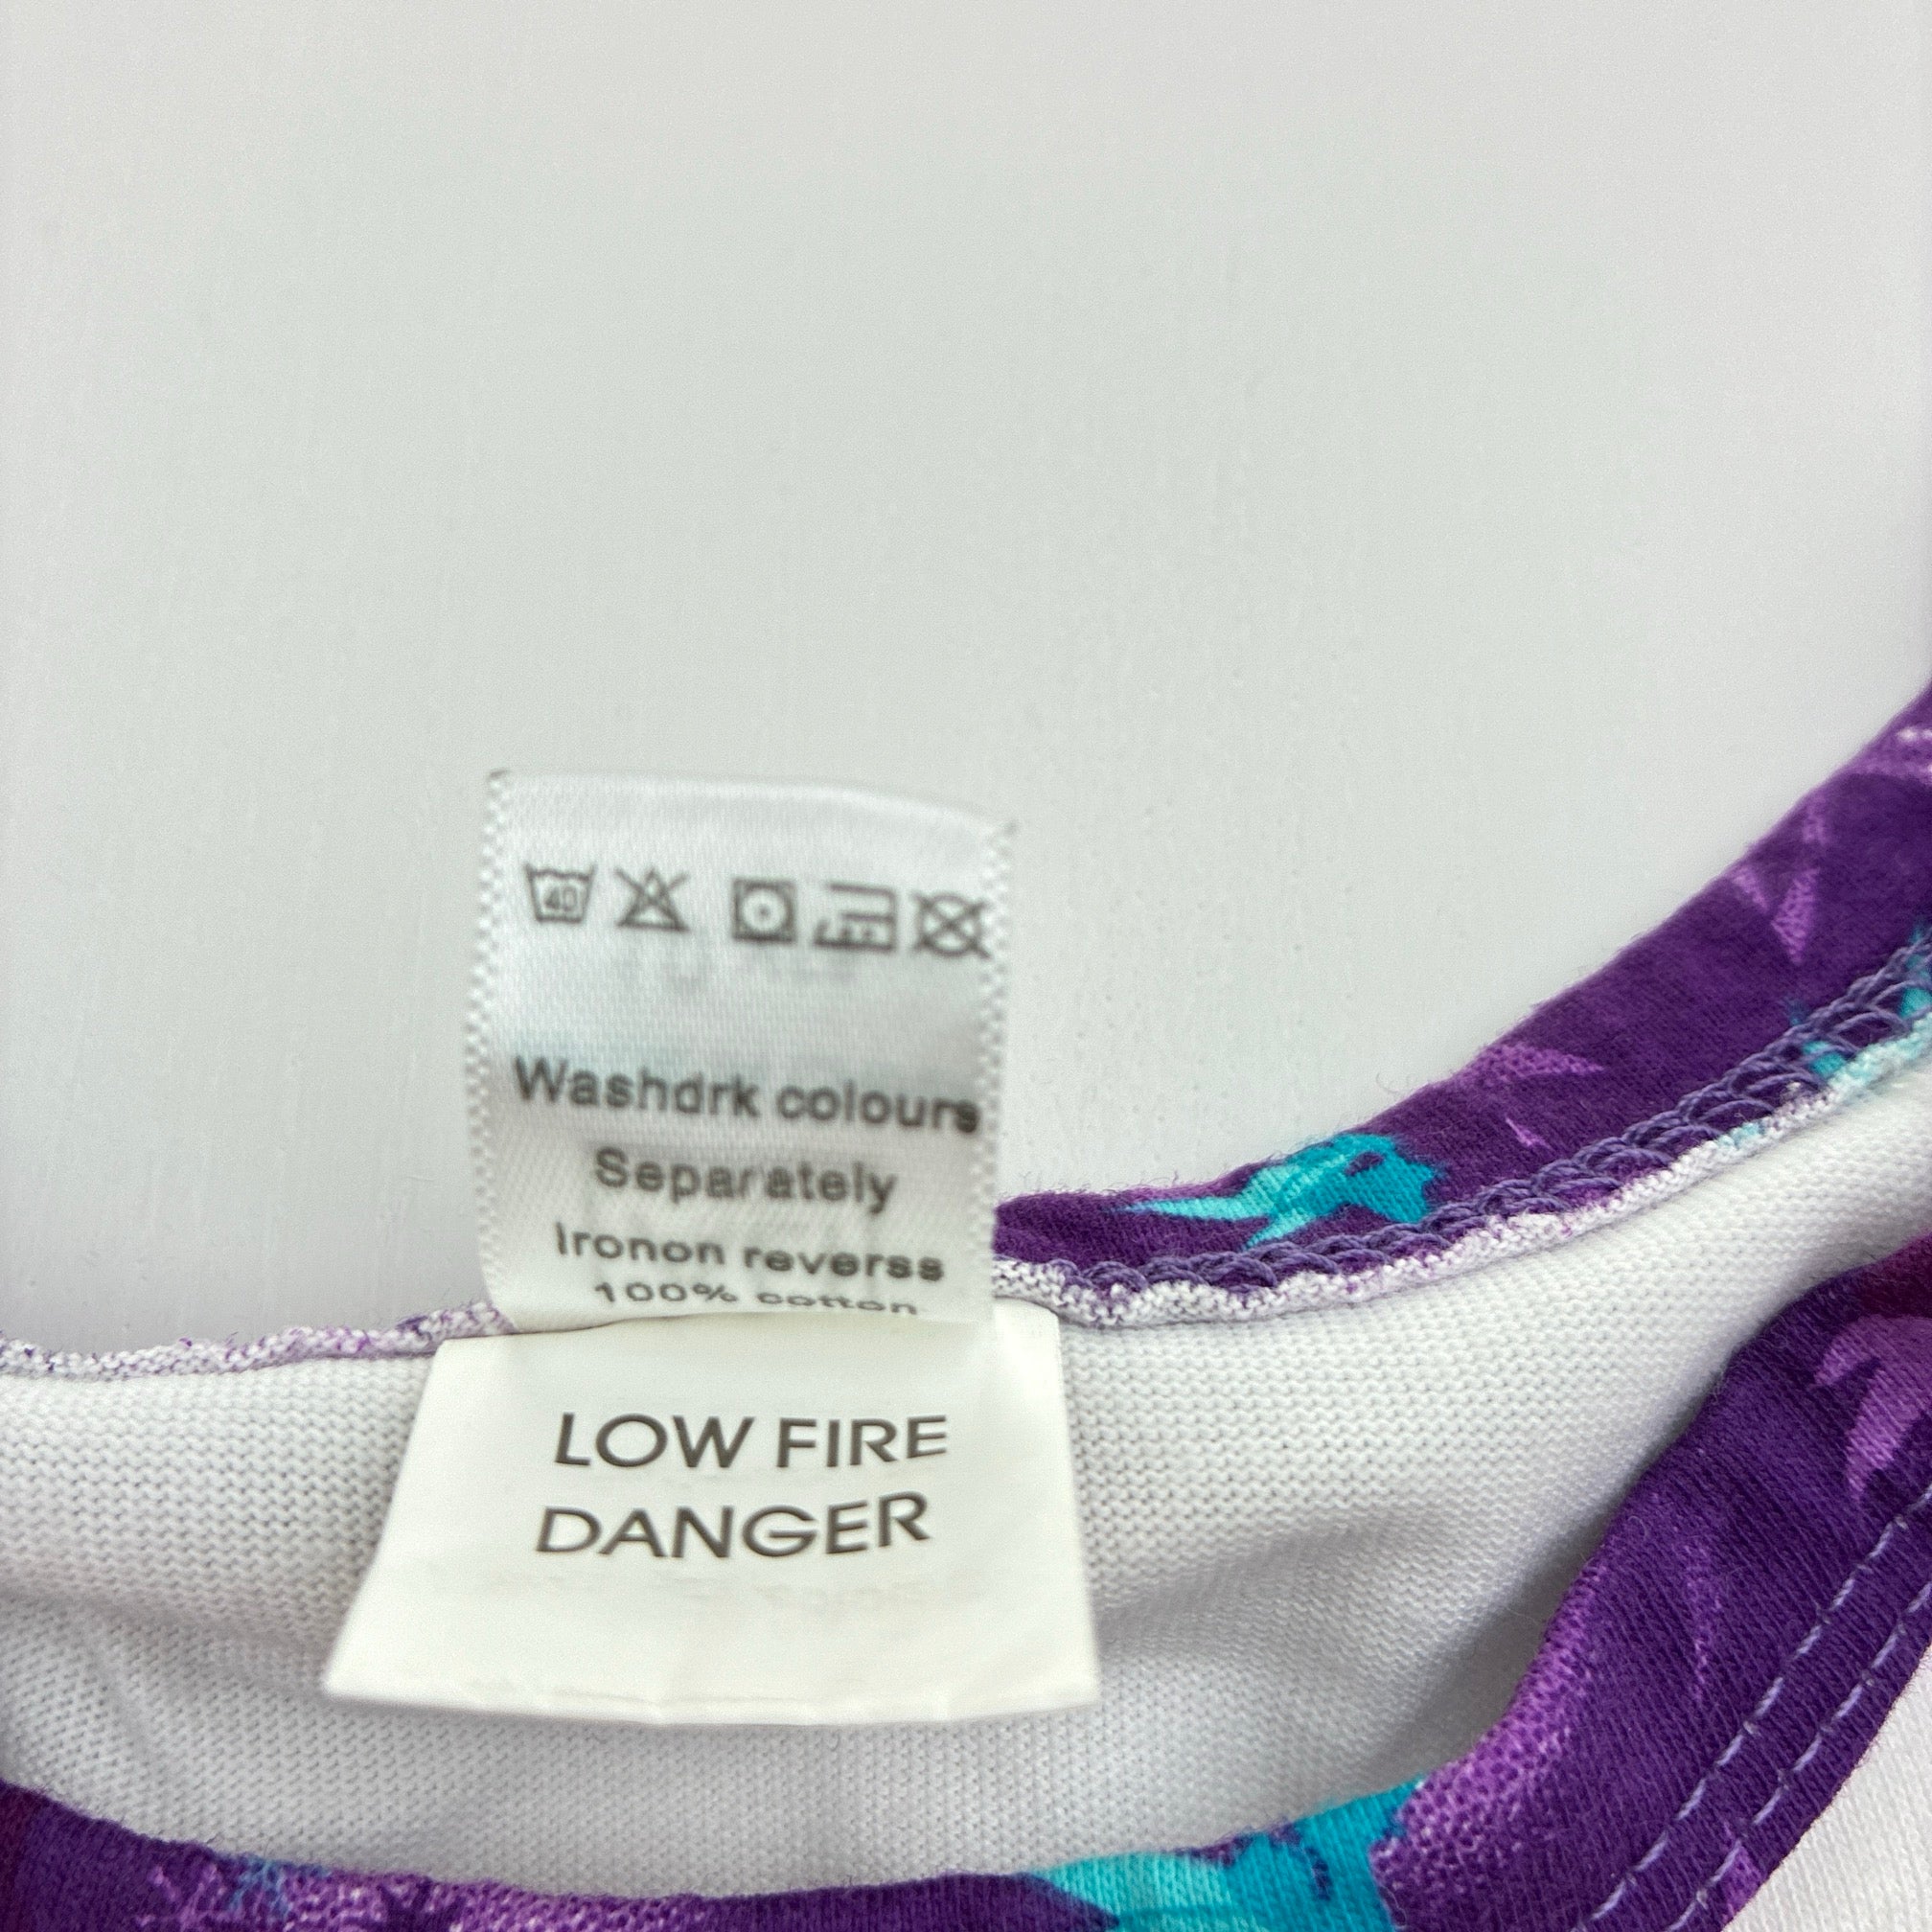 40
Washdrk colours
Separately
Ironon reverss
100% cotton
LOW FIRE
DANGER